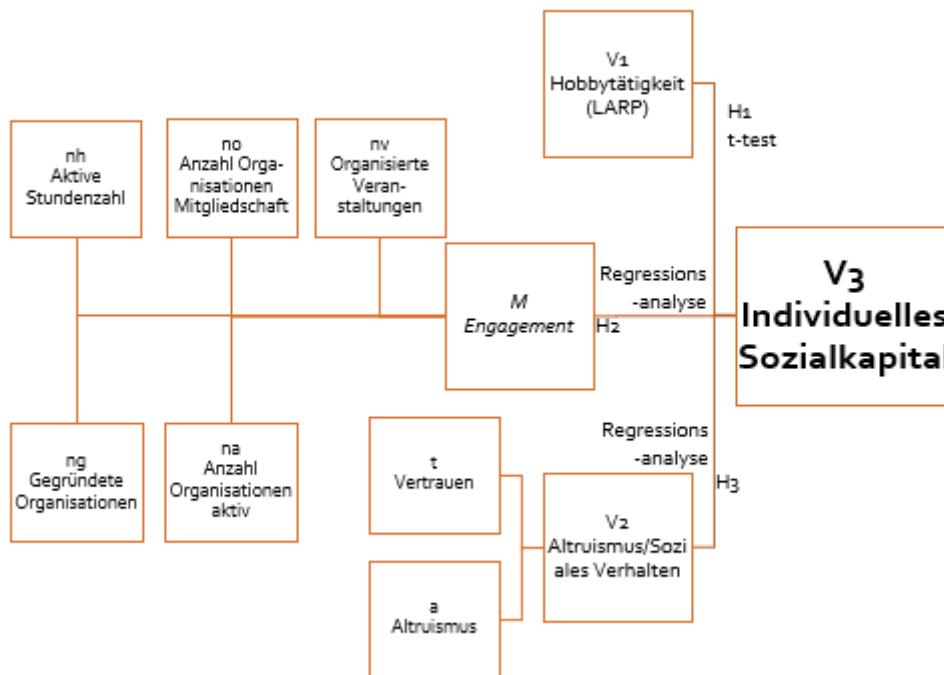 V1
Hobbytätigkeit
(LARP)
H1
t-test
nh
Aktive
Stundenzahl
no
Anzahl Orga-
nisationen
Mitgliedschaft
nv
Organisierte
Veran-
staltungen
M
Engagement
Regressions
-analyse
H2
V3
Individuelles
Sozialkapital
ng
Gegründete
Organisationen
na
Anzahl
Organisationen
aktiv
t
Vertrauen
Regressions
-analyse
H3
V2
Altruismus/Sozi
ales Verhalten
a
Altruismus